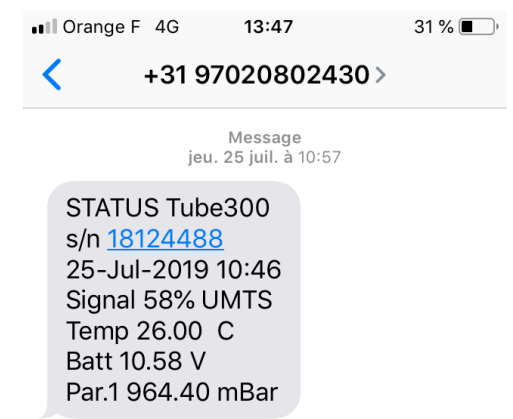 Orange F 4G 13:47 31 %
+31 97020802430
Message
jeu. 25 juil. à 10:57
STATUS Tube300
s/n 18124488
25-Jul-2019 10:46
Signal 58% UMTS
Temp 26.00  C
Batt 10.58 V
Par.1 964.40 mBar